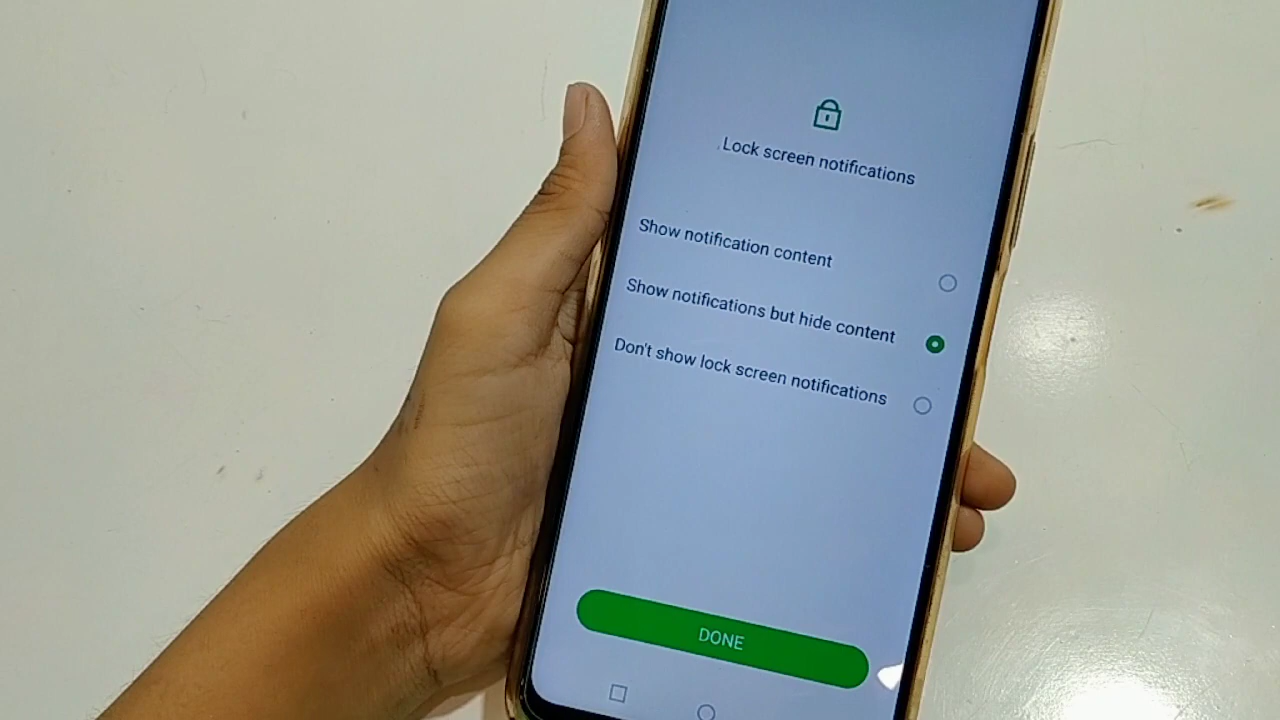 Lock screen notifications
Show notification content
Show notifications but hide content
Don't show lock screen notifications
DONE